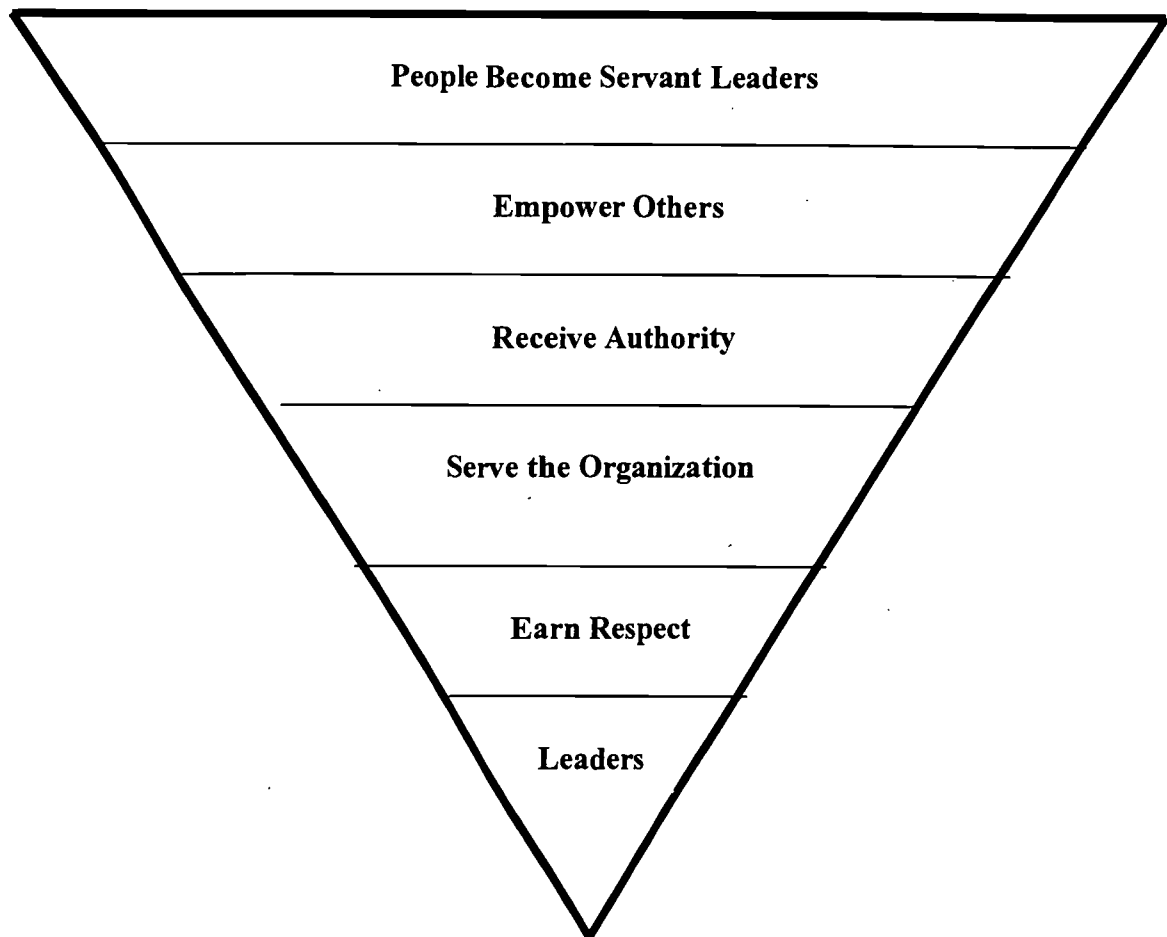 People Become Servant Leaders
Empower Others
Receive Authority
Serve the Organization
Earn Respect
Leaders